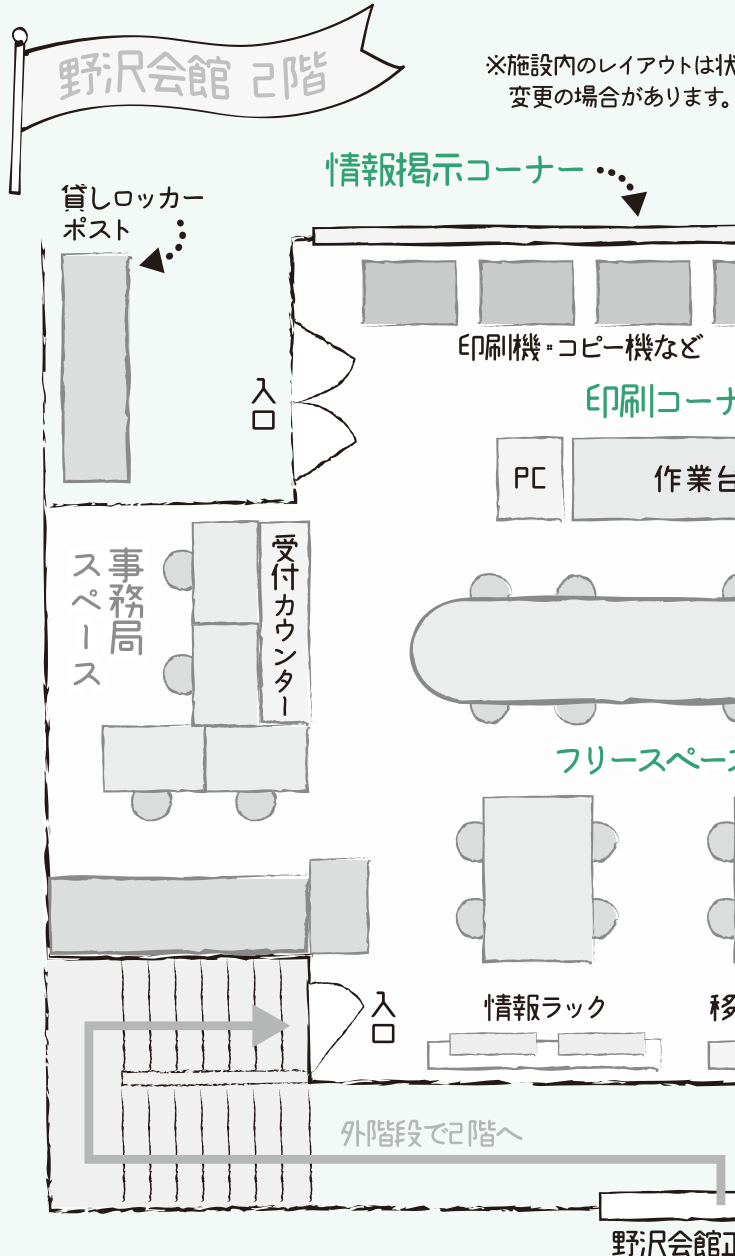 野沢会館 2階
※施設内のレイアウトは状
変更の場合があります。
情報掲示コーナー
貸しロッカー
ポスト
印刷機・コピー機など
入口
印刷コーナ
PC
作業台
受付カウンター
事務局
スペース
フリースペース
入口
情報ラック
移
外階段で2階へ
野沢会館正